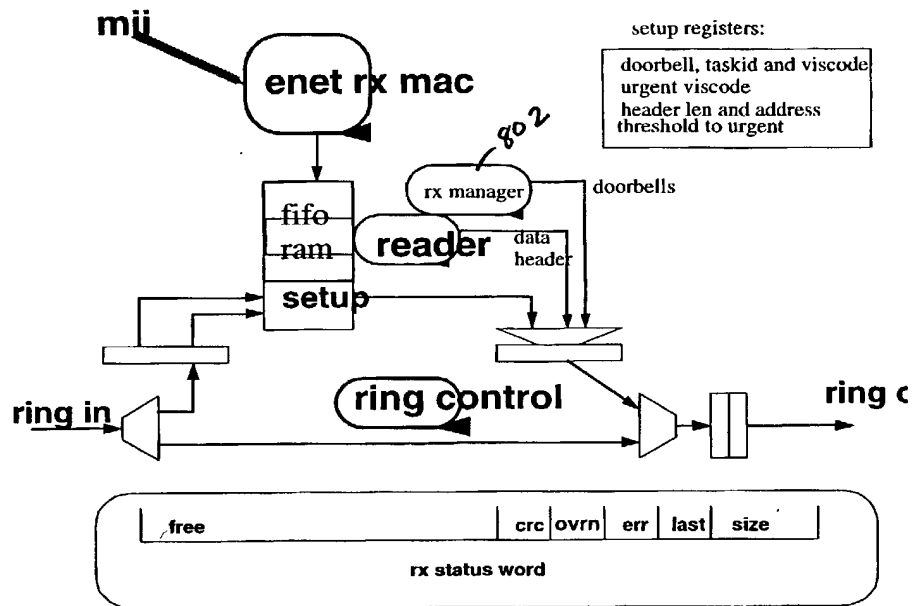 mii
setup registers:
enet rx mac
doorbell, taskid and viscode
urgent viscode
header len and address
threshold to urgent
802
rx manager
doorbells
fifo
ram
reader
data
header
setup
ring in
ring control
ring
free
crc
ovrn
err
last
size
rx status word